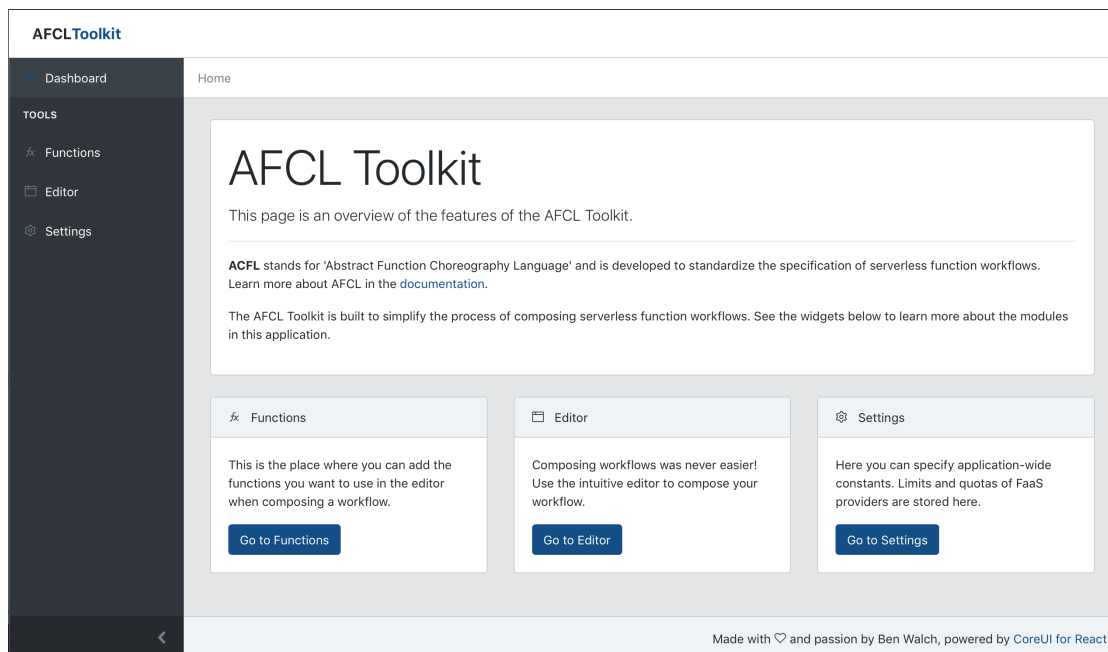 AFCLToolkit
Dashboard
Home
TOOLS
Functions
Editor
Settings
AFCL Toolkit
This page is an overview of the features of the AFCL Toolkit.
ACFL stands for 'Abstract Function Choreography Language' and is developed to standardize the specification of serverless function workflows.
Learn more about AFCL in the documentation.
The AFCL Toolkit is built to simplify the process of composing serverless function workflows. See the widgets below to learn more about the modules
in this application.
Functions
This is the place where you can add the
functions you want to use in the editor
when composing a workflow.
Go to Functions
Editor
Composing workflows was never easier!
Use the intuitive editor to compose your
workflow.
Go to Editor
Settings
Here you can specify application-wide
constants. Limits and quotas of FaaS
providers are stored here.
Go to Settings
Made with ♡ and passion by Ben Walch, powered by CoreUI for React